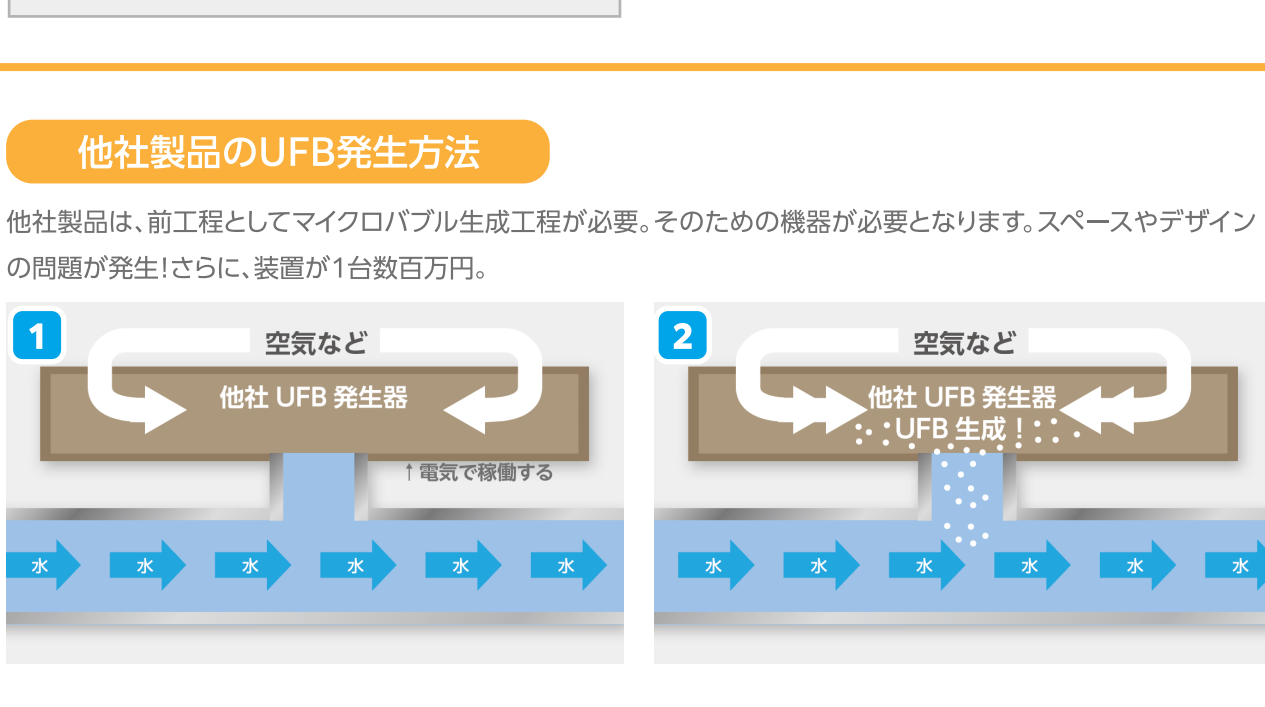 他社製品のUFB発生方法
他社製品は、前工程としてマイクロバブル生成工程が必要。そのための機器が必要となります。スペースやデザイン
の問題が発生!さらに、装置が1台数百万円。
1
空気など
他社 UFB 発生器
↑電気で稼働する
水 水 水 水 水 水
2
空気など
他社 UFB 発生器
UFB 生成！
水 水 水 水 水 水